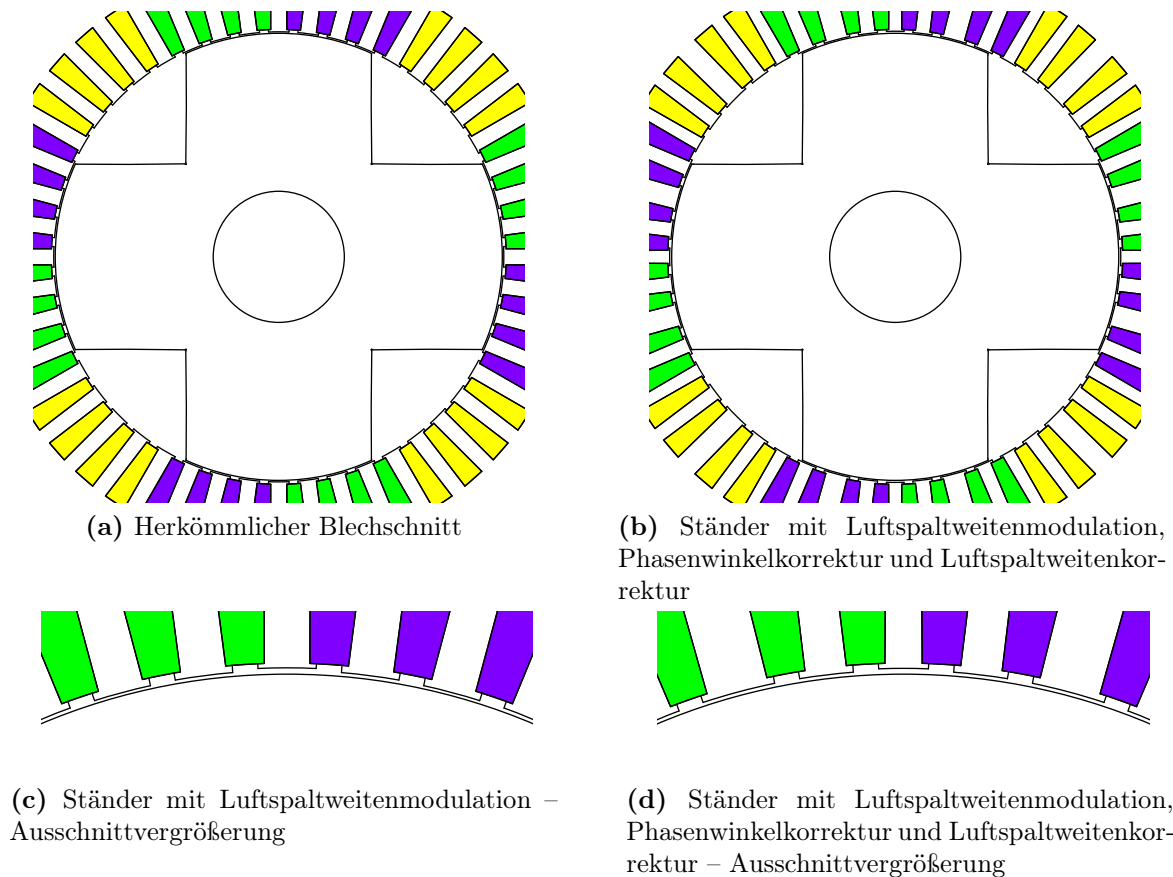 (a) Herkömmlicher Blechschnitt
(b) Ständer mit Luftspaltweitenmodulation,
Phasenwinkelkorrektur und Luftspaltweitenkor-
rektur
(c) Ständer mit Luftspaltweitenmodulation –
Ausschnittvergrößerung
(d) Ständer mit Luftspaltweitenmodulation,
Phasenwinkelkorrektur und Luftspaltweitenkor-
rektur – Ausschnittvergrößerung